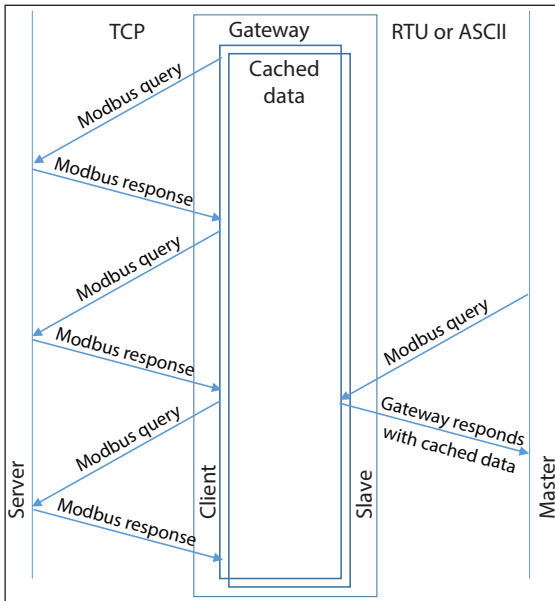 TCP
Gateway
RTU or ASCII
Cached
data
Modbus query
Modbus response
Modbus query
Modbus response
Modbus query
Modbus response
Modbus query
Gateway responds
with cached data
Server
Client
Slave
Master